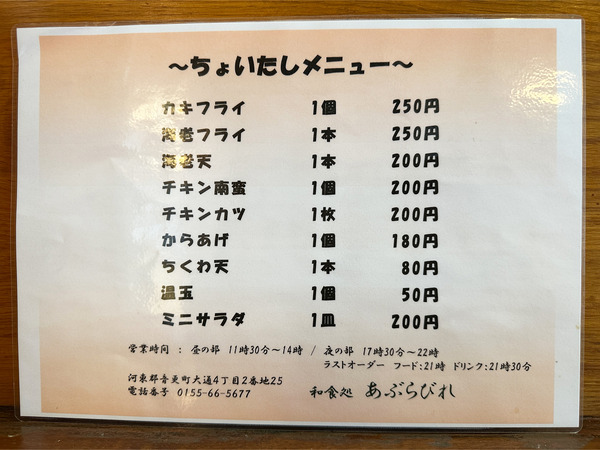 ～ちょいたしメニュー～
カキフライ 1個 250円
海老フライ 1本 250円
海老天 1本 200円
チキン南蛮 1個 200円
チキンカツ 1枚 200円
からあげ 1個 180円
ちくわ天 1本 80円
温玉 1個 50円
ミニサラダ 1皿 200円
営業時間 : 昼の部 11時30分～14時 / 夜の部 17時30分～22時
ラストオーダー フード:21時 ドリンク:21時30分
河東郡音更町大通4丁目2番地25
電話番号 0155-66-5677
和食処 あぶらびれ